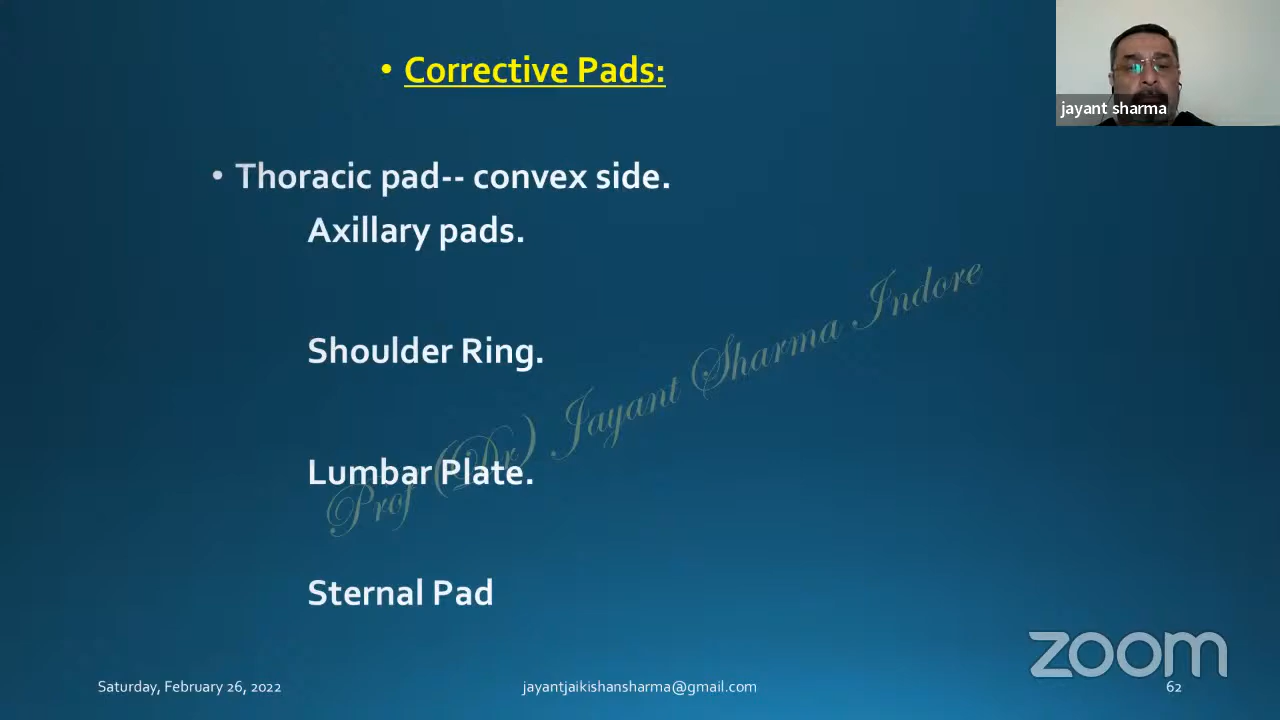 • Corrective Pads:
jayant sharma
• Thoracic pad-- convex side.
Axillary pads.
Shoulder Ring.
Lumbar Plate.
Sternal Pad
Prof (Dr) Jayant Sharma Indore
zoom
Saturday, February 26, 2022
jayantjaikishansharma@gmail.com
62